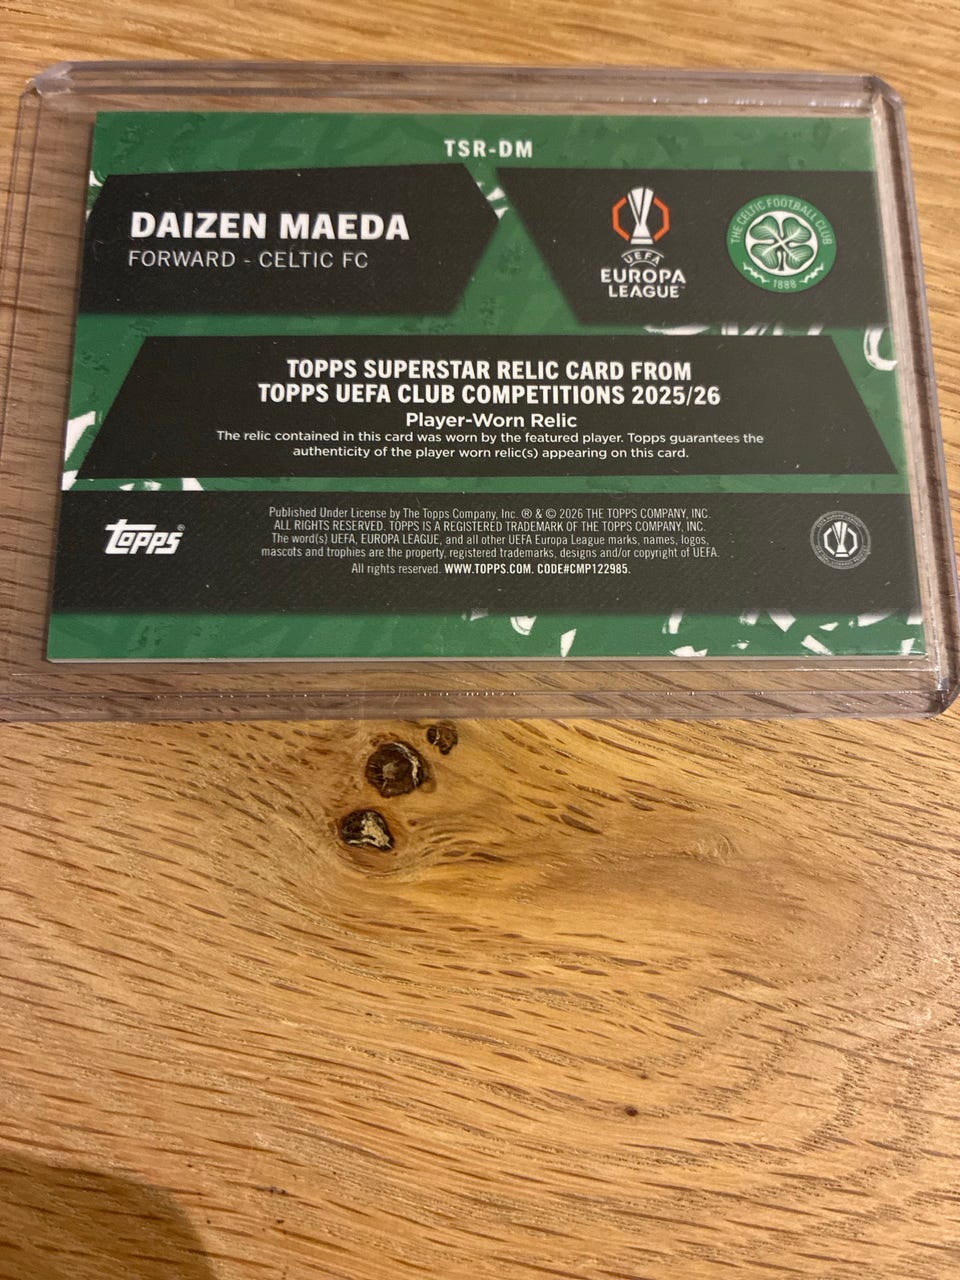 TSR-DM
DAIZEN MAEDA
FORWARD - CELTIC FC
UEFA
EUROPA
LEAGUE
THE CELTIC FOOTBALL CLUB
1888
TOPPS SUPERSTAR RELIC CARD FROM
TOPPS UEFA CLUB COMPETITIONS 2025/26
Player-Worn Relic
The relic contained in this card was worn by the featured player. Topps guarantees the
authenticity of the player worn relic(s) appearing on this card.
Topps®
Published Under License by The Topps Company, Inc. ® & © 2026 THE TOPPS COMPANY, INC.
ALL RIGHTS RESERVED. TOPPS IS A REGISTERED TRADEMARK OF THE TOPPS COMPANY, INC.
The word(s) UEFA, EUROPA LEAGUE, and all other UEFA Europa League marks, names, logos,
mascots and trophies are the property, registered trademarks, designs and/or copyright of UEFA.
All rights reserved. WWW.TOPPS.COM. CODE#CMP122985.